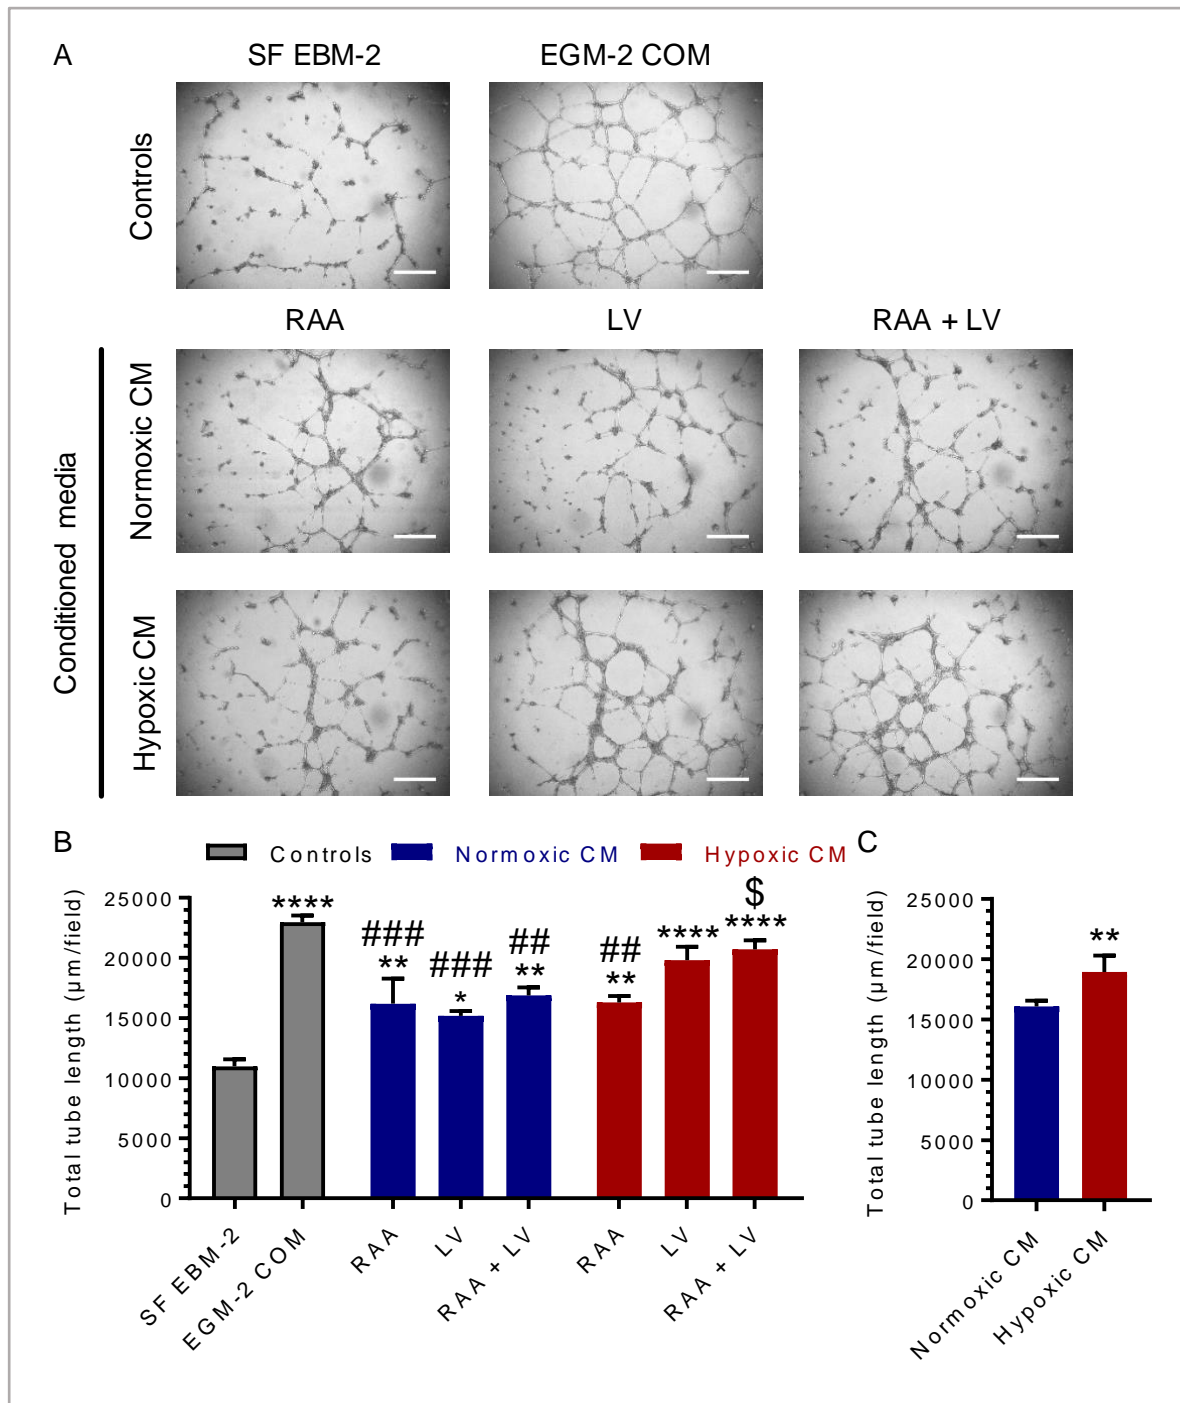 A
SF EBM-2
EGM-2 COM
Controls
RAA
LV
RAA + LV
Conditioned media
Normoxic CM
Hypoxic CM
B
Controls
Normoxic CM
Hypoxic CM
Total tube length (µm/field)
25000
20000
15000
10000
5000
0
****
###
**
###
*
##
**
##
**
****
$
****
SF EBM-2
EGM-2 COM
RAA
LV
RAA + LV
RAA
LV
RAA + LV
C
Total tube length (µm/field)
25000
20000
15000
10000
5000
0
**
Normoxic CM
Hypoxic CM